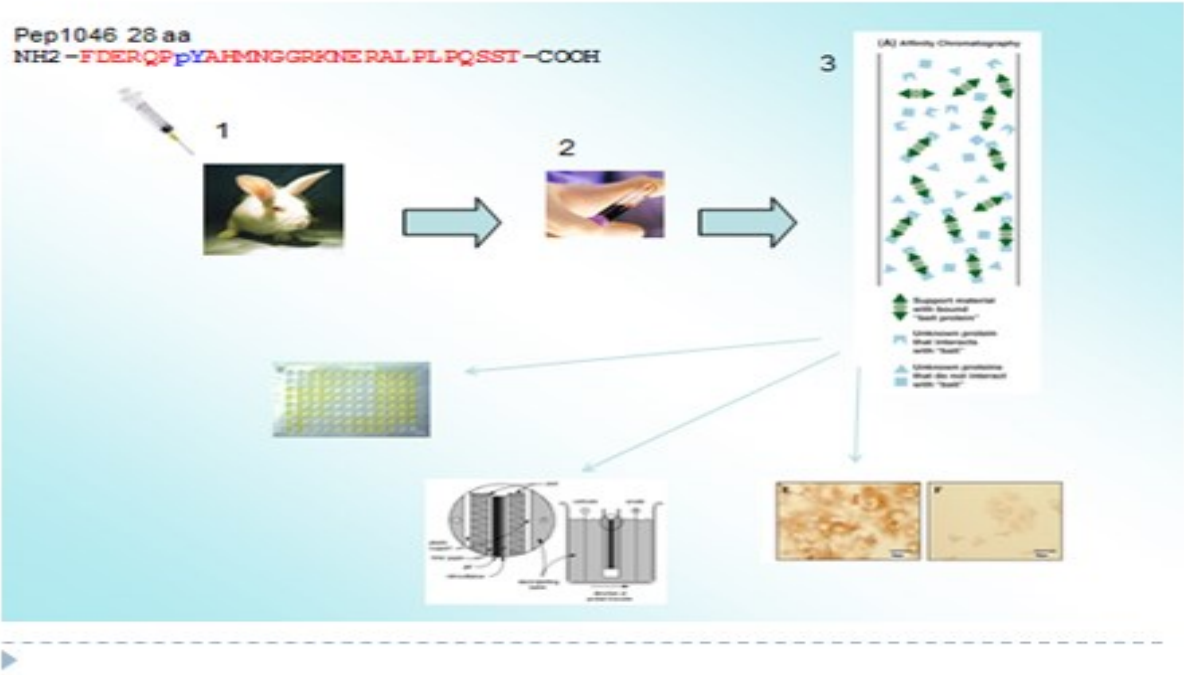 Pep1046 28 aa
NH2-FDERQPpYAHMNGGRKNERALPLPQSST-COOH
1
2
3
(A) Affinity Chromatography
Support material
with bound
"bait protein"
Unknown protein
that interacts
with "bait"
Unknown proteins
that do not interact
with "bait"
E
F